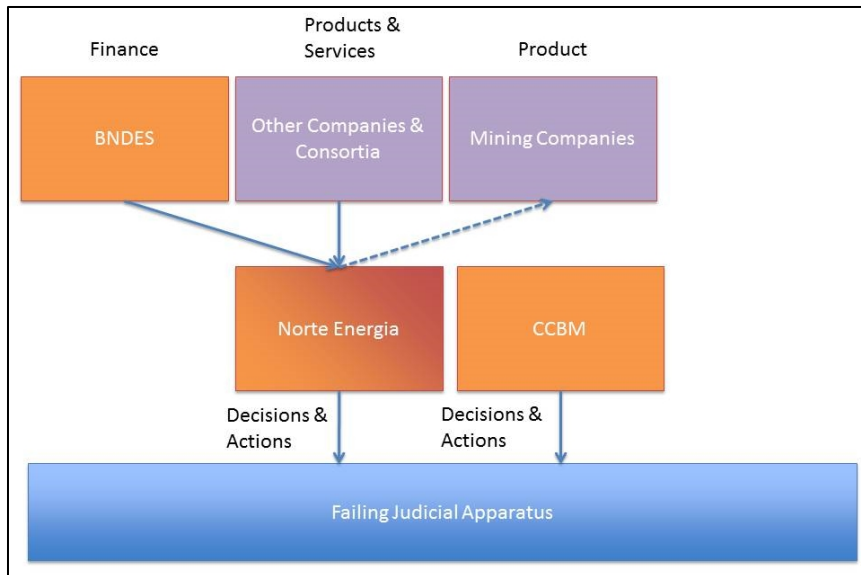 Finance
Products &
Services
Product
BNDES
Other Companies &
Consortia
Mining Companies
Norte Energia
CCBM
Decisions &
Actions
Decisions &
Actions
Failing Judicial Apparatus